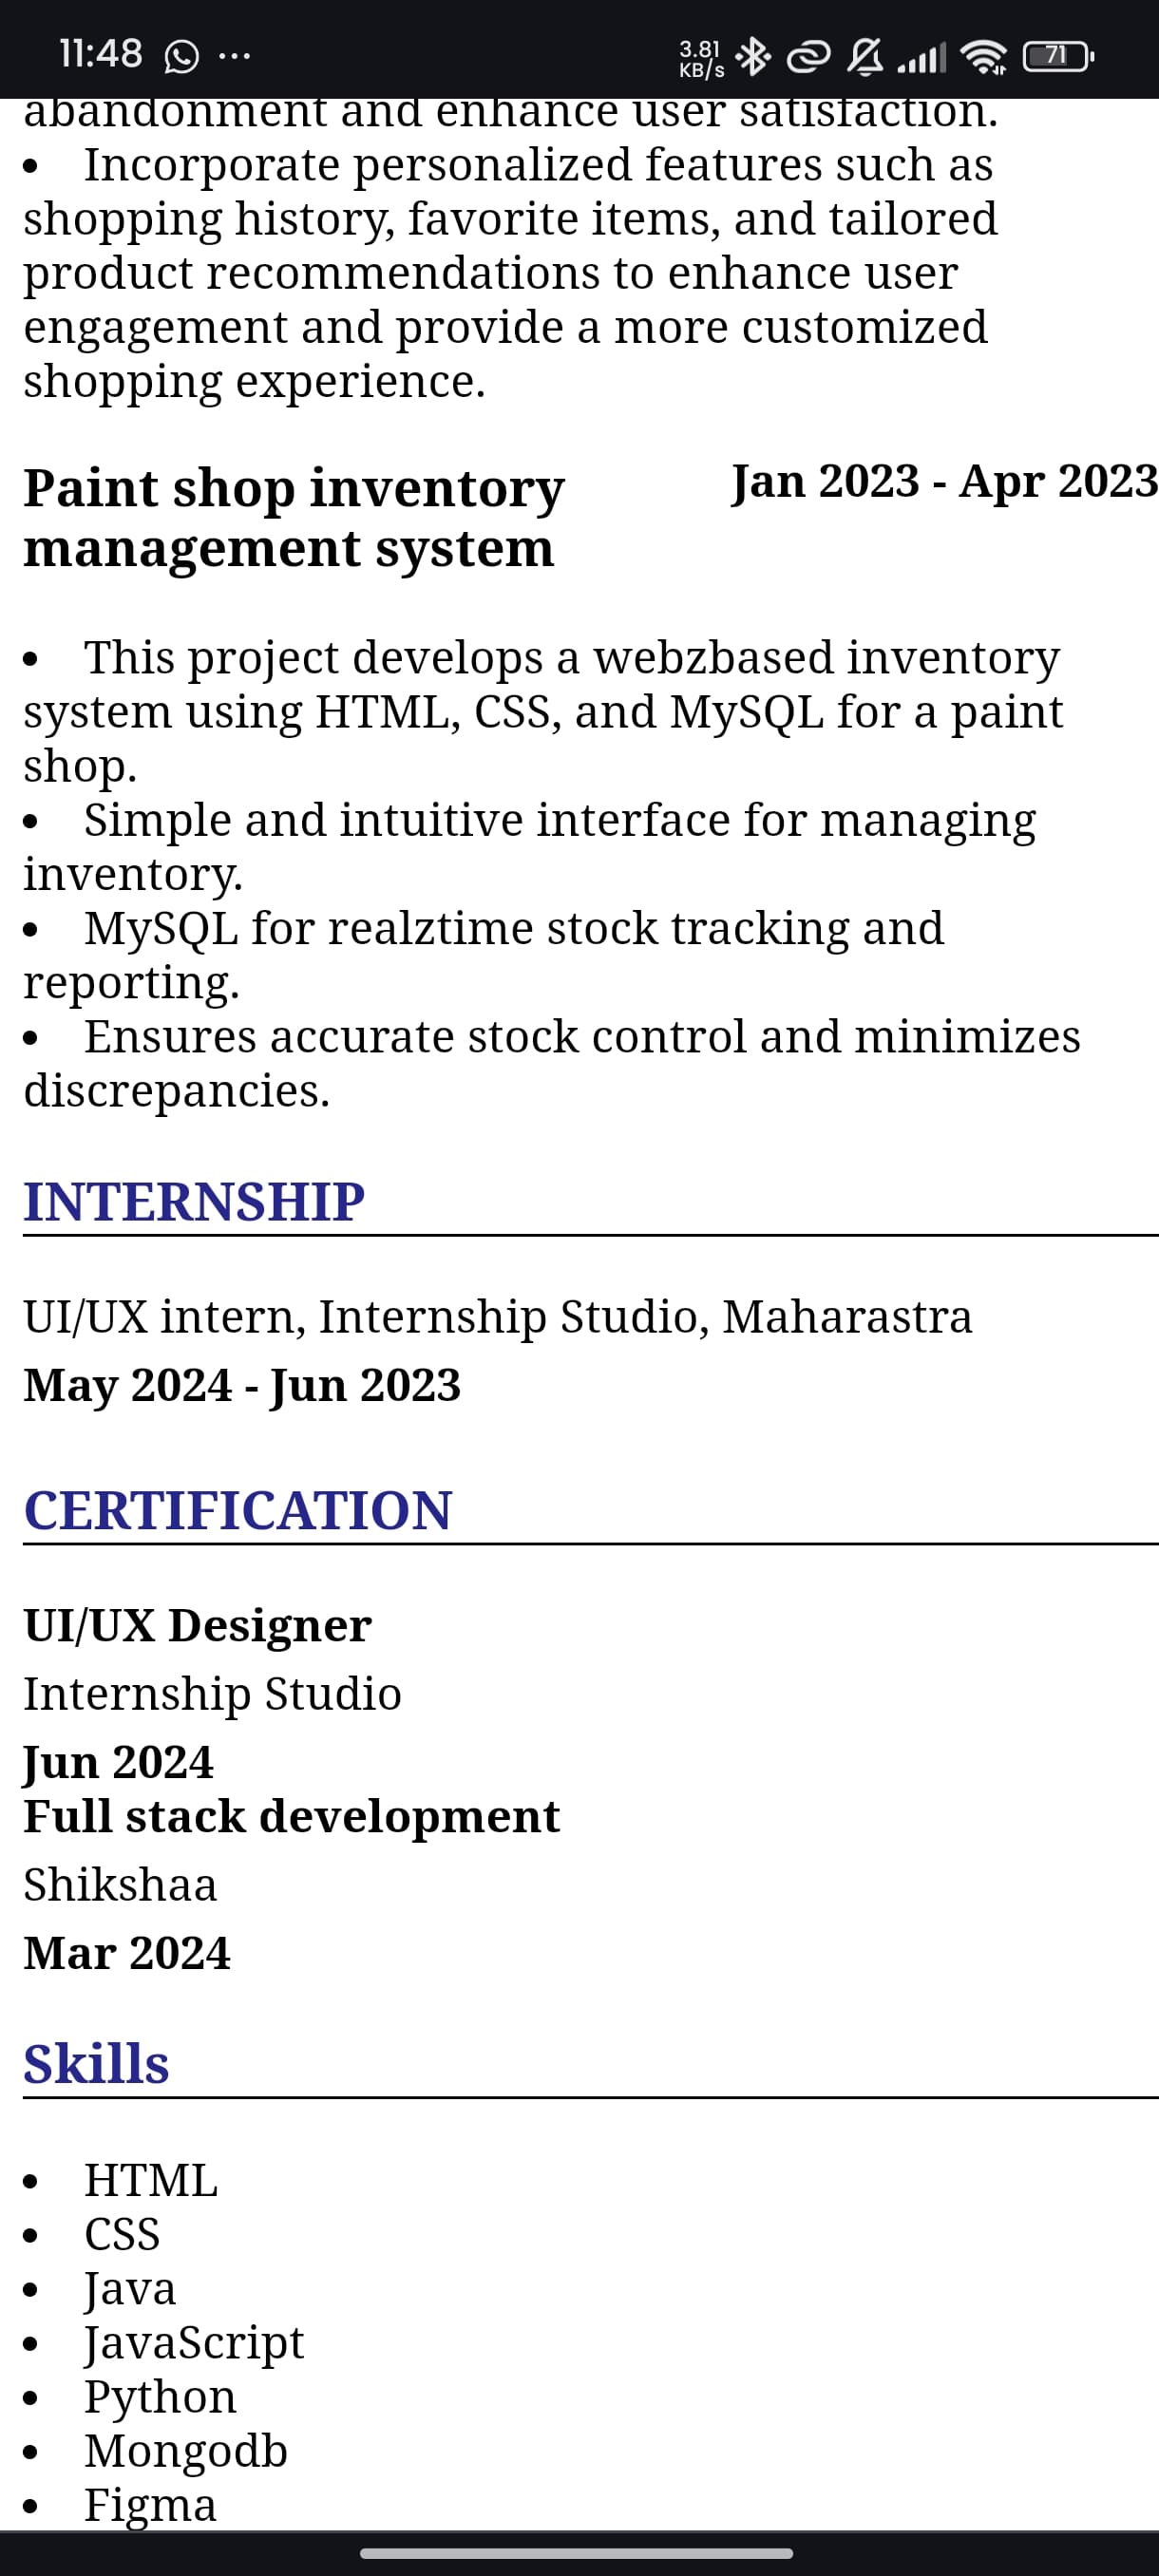 11:48
3.81
KB/s
71
abandonment and enhance user satisfaction.
• Incorporate personalized features such as
shopping history, favorite items, and tailored
product recommendations to enhance user
engagement and provide a more customized
shopping experience.
Paint shop inventory
management system
Jan 2023 - Apr 2023
• This project develops a webzbased inventory
system using HTML, CSS, and MySQL for a paint
shop.
• Simple and intuitive interface for managing
inventory.
• MySQL for realztime stock tracking and
reporting.
• Ensures accurate stock control and minimizes
discrepancies.
INTERNSHIP
UI/UX intern, Internship Studio, Maharastra
May 2024 - Jun 2023
CERTIFICATION
UI/UX Designer
Internship Studio
Jun 2024
Full stack development
Shikshaa
Mar 2024
Skills
• HTML
• CSS
• Java
• JavaScript
• Python
• Mongodb
• Figma